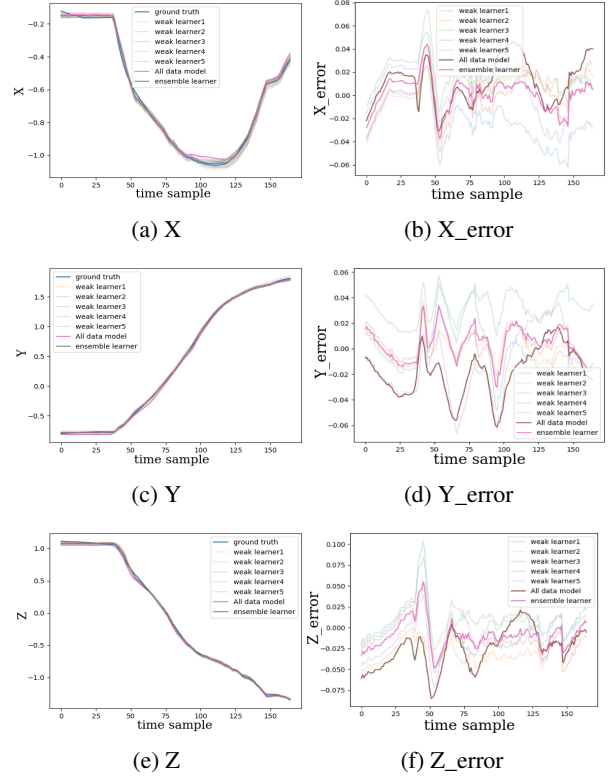 ground truth
weak learner1
weak learner2
weak learner3
weak learner4
weak learner5
All data model
ensemble learner
X
−0.2
−0.4
−0.6
−0.8
−1.0
0 25 50 75 100 125 150
time sample
(a) X
weak learner1
weak learner2
weak learner3
weak learner4
weak learner5
All data model
ensemble learner
X_error
0.06
0.04
0.02
0.00
−0.02
−0.04
−0.06
0 25 50 75 100 125 150
time sample
(b) X_error
ground truth
weak learner1
weak learner2
weak learner3
weak learner4
weak learner5
All data model
ensemble learner
Y
1.5
1.0
0.5
0.0
−0.5
0 25 50 75 100 125 150
time sample
(c) Y
Y_error
0.06
0.04
0.02
0.00
−0.02
−0.04
−0.06
weak learner1
weak learner2
weak learner3
weak learner4
weak learner5
All data model
ensemble learner
0 25 50 75 100 125 150
time sample
(d) Y_error
ground truth
weak learner1
weak learner2
weak learner3
weak learner4
weak learner5
All data model
ensemble learner
Z
1.0
0.5
0.0
−0.5
−1.0
0 25 50 75 100 125 150
time sample
(e) Z
weak learner1
weak learner2
weak learner3
weak learner4
weak learner5
All data model
ensemble learner
Z_error
0.100
0.075
0.050
0.025
0.000
−0.025
−0.050
−0.075
0 25 50 75 100 125 150
time sample
(f) Z_error